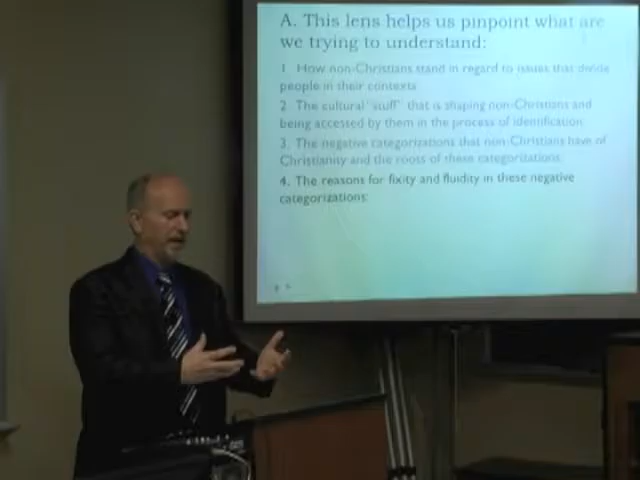 A. This lens helps us pinpoint what are
we trying to understand:
1. How non-Christians stand in regard to issues that divide
people in their contexts
2. The cultural "stuff" that is shaping non-Christians and
being accessed by them in the process of identification.
3. The negative categorizations that non-Christians have of
Christianity and the roots of these categorizations.
4. The reasons for fixity and fluidity in these negative
categorizations.